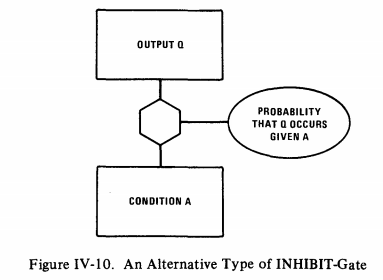 OUTPUT Q
PROBABILITY
THAT Q OCCURS
GIVEN A
CONDITION A
Figure IV-10. An Alternative Type of INHIBIT-Gate